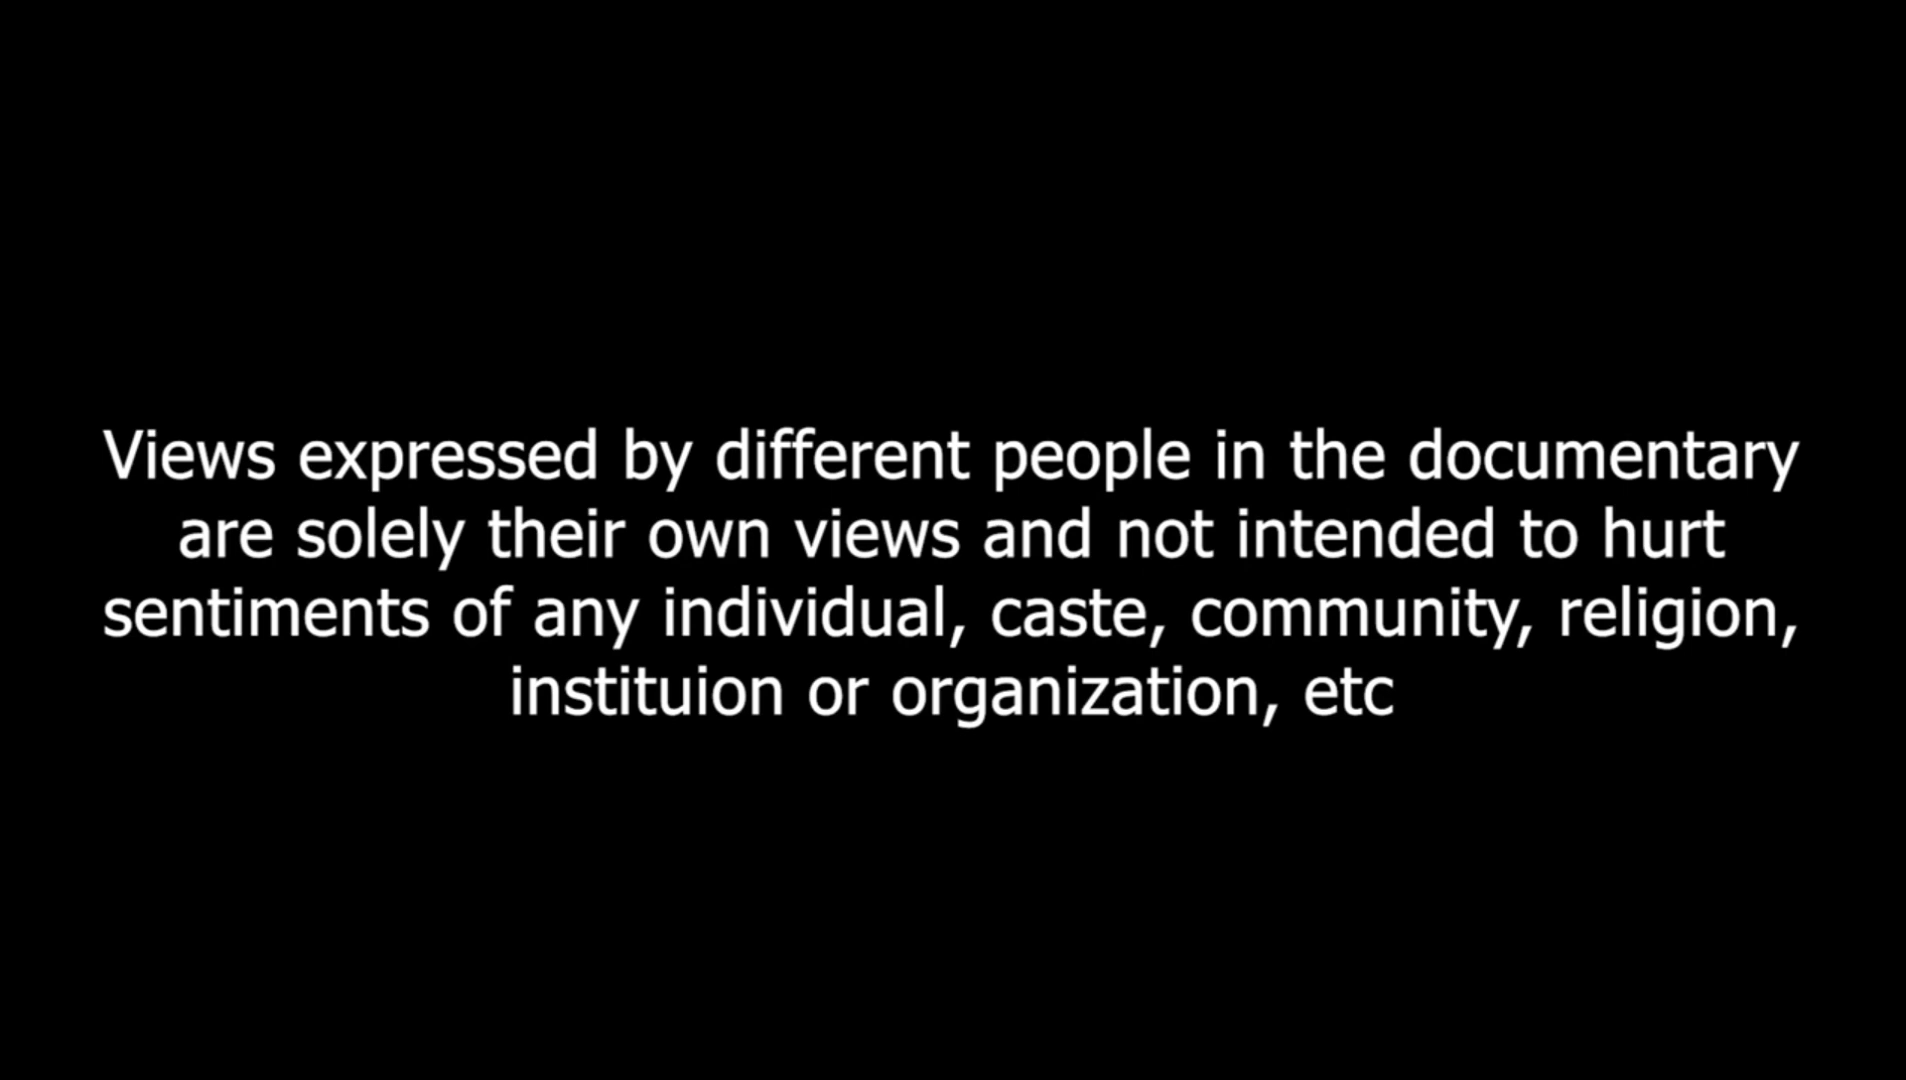 Views expressed by different people in the documentary
are solely their own views and not intended to hurt
sentiments of any individual, caste, community, religion,
instituion or organization, etc